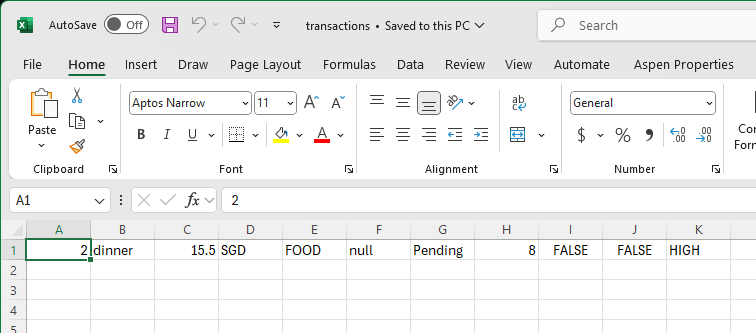 AutoSave Off transactions • Saved to this PC Search
File Home Insert Draw Page Layout Formulas Data Review View Automate Aspen Properties
Paste
Aptos Narrow 11 A A General
B I U A ab c $ % 9 .00 .00 0
Clipboard Font Alignment Number
A1 fx 2
A B C D E F G H I J K
1 2 dinner 15.5 SGD FOOD null Pending 8 FALSE FALSE HIGH
2
3
4
5